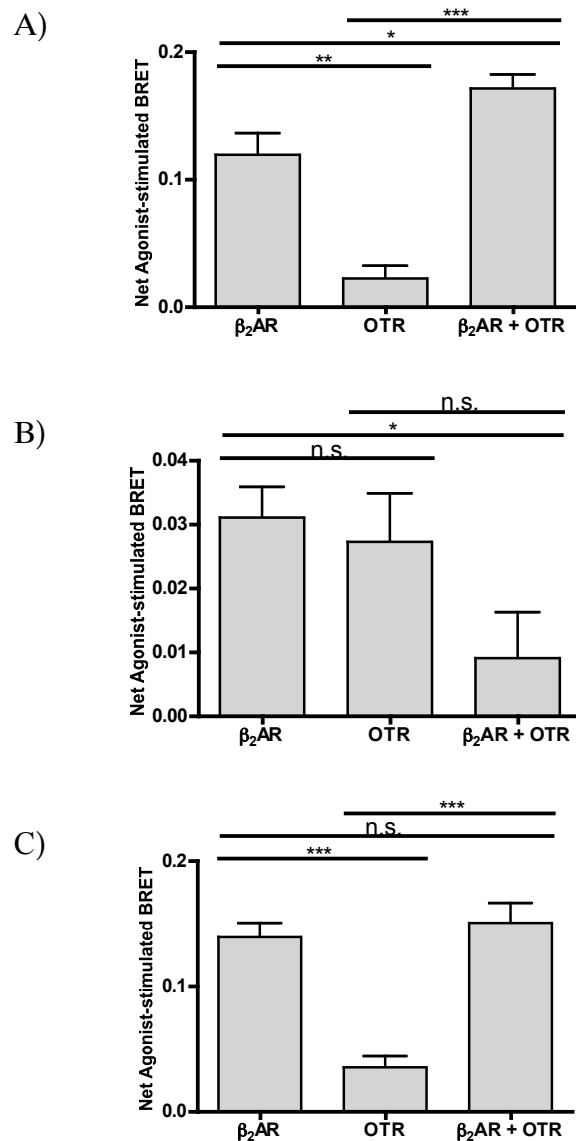 A)
***
*
**
Net Agonist-stimulated BRET
0.2
0.1
0.0
β₂AR OTR β₂AR + OTR
B)
n.s.
*
n.s.
Net Agonist-stimulated BRET
0.04
0.03
0.02
0.01
0.00
β₂AR OTR β₂AR + OTR
C)
***
n.s.
***
Net Agonist-stimulated BRET
0.2
0.1
0.0
β₂AR OTR β₂AR + OTR